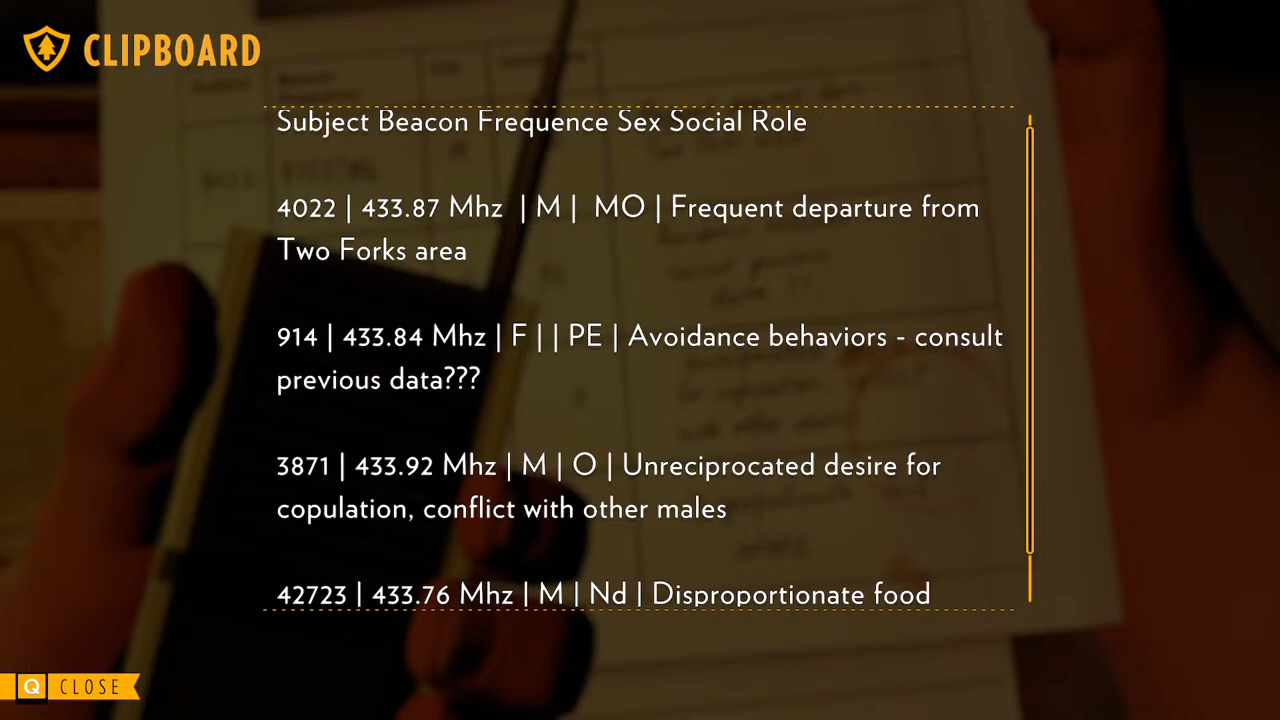 CLIPBOARD
Subject Beacon Frequence Sex Social Role
4022 | 433.87 Mhz | M | MO | Frequent departure from
Two Forks area
914 | 433.84 Mhz | F | | PE | Avoidance behaviors - consult
previous data???
3871 | 433.92 Mhz | M | O | Unreciprocated desire for
copulation, conflict with other males
42723 | 433.76 Mhz | M | Nd | Disproportionate food
Q CLOSE